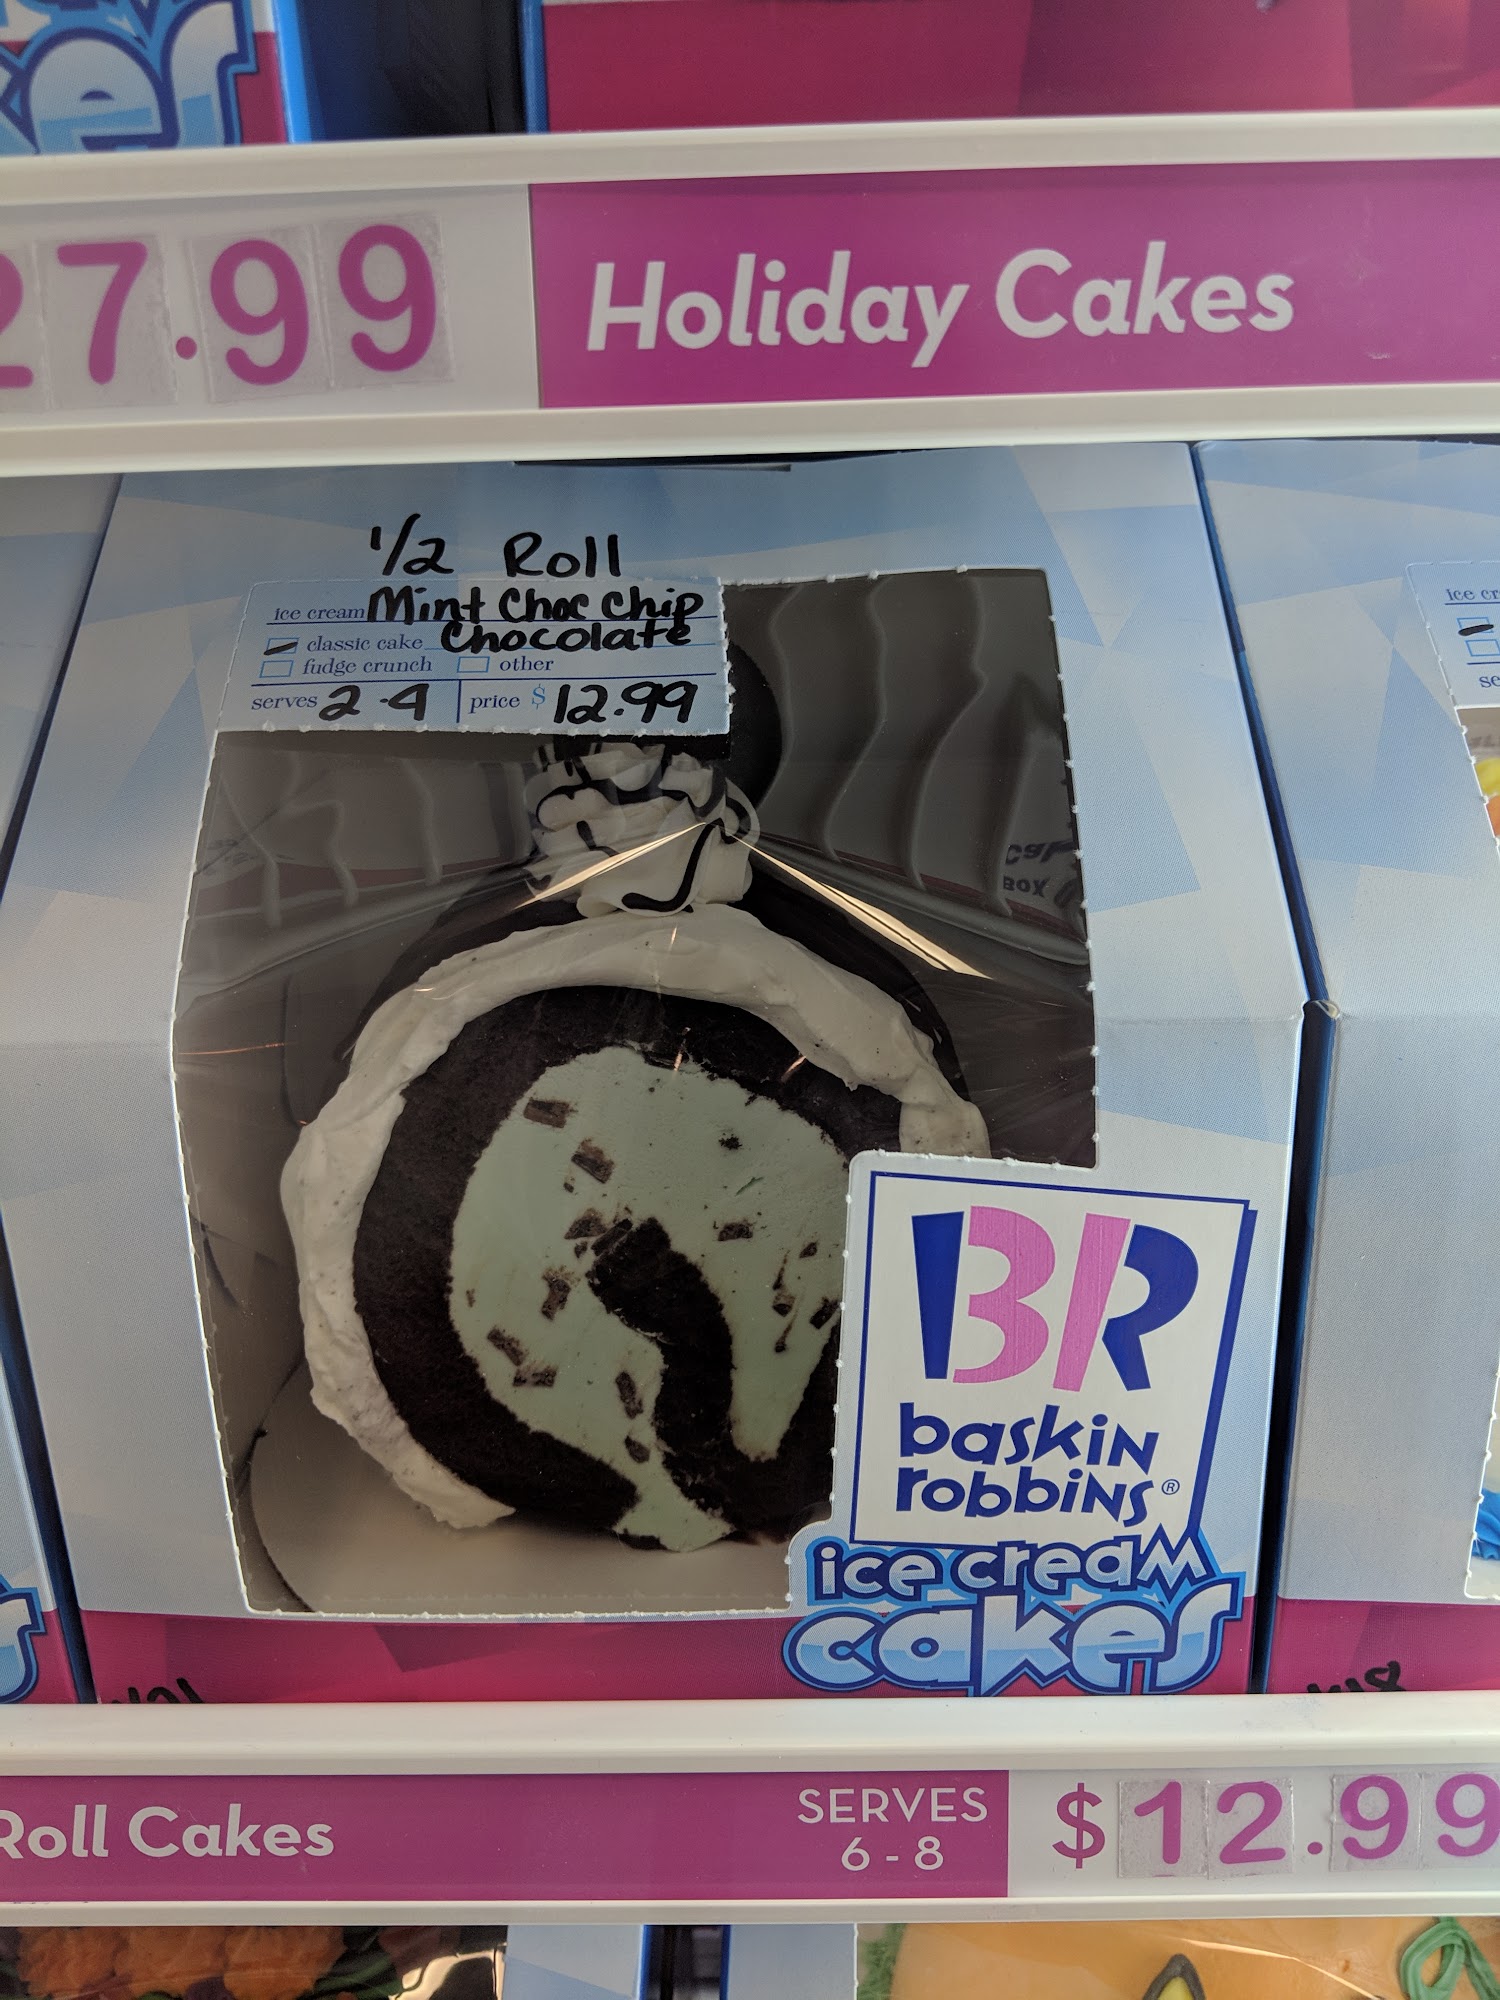 27.99
Holiday Cakes
1/2 Roll
ice cream Mint Choc Chip
classic cake Chocolate
fudge crunch other
serves 2-4 price $ 12.99
BR
baskin
robbins®
ice cream
cakes
Roll Cakes
SERVES
6 - 8
$12.99